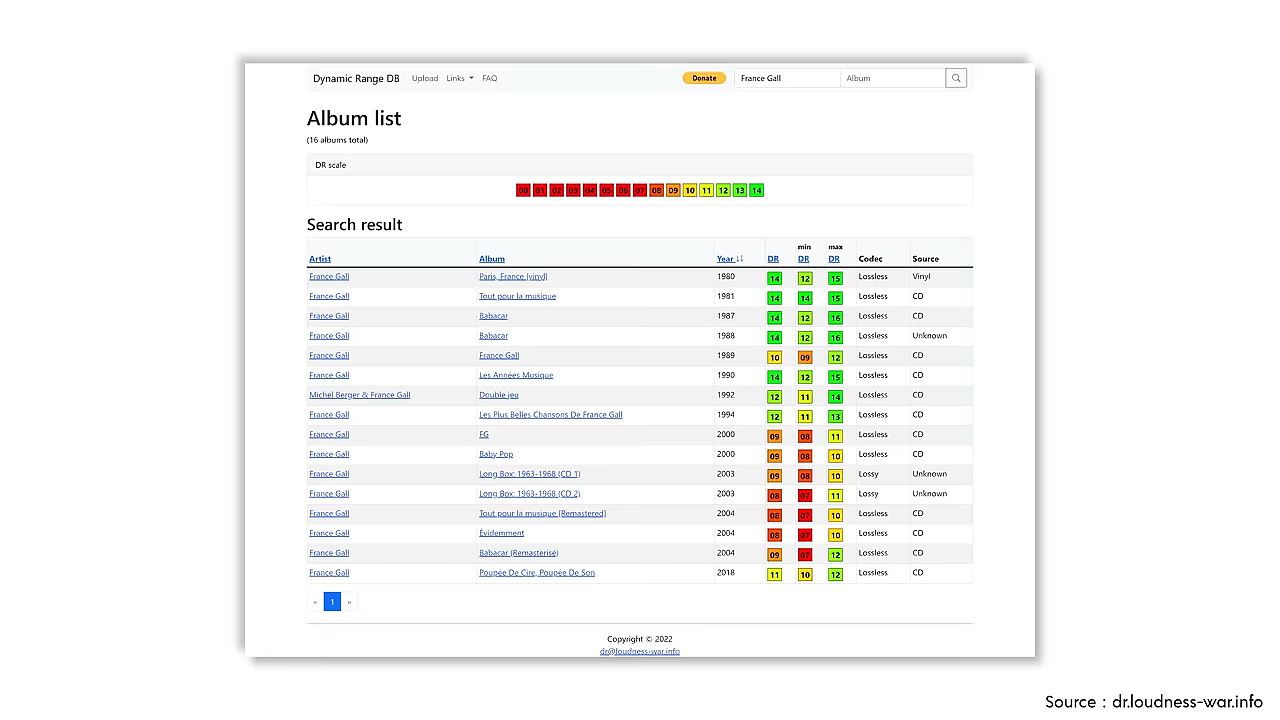 Dynamic Range DB Upload Links FAQ Donate France Gall Album
Album list
(16 albums total)
DR scale
00 01 02 03 04 05 06 07 08 09 10 11 12 13 14
Search result
min max
Artist Album Year DR DR DR Codec Source
France Gall Paris, France [vinyl] 1980 14 12 15 Lossless Vinyl
France Gall Tout pour la musique 1981 14 14 15 Lossless CD
France Gall Babacar 1987 14 12 16 Lossless CD
France Gall Babacar 1988 14 12 16 Lossless Unknown
France Gall France Gall 1989 10 09 12 Lossless CD
France Gall Les Années Musique 1990 14 12 15 Lossless CD
Michel Berger & France Gall Double jeu 1992 12 11 14 Lossless CD
France Gall Les Plus Belles Chansons De France Gall 1994 12 11 13 Lossless CD
France Gall FG 2000 09 08 11 Lossless CD
France Gall Baby Pop 2000 09 08 10 Lossless CD
France Gall Long Box: 1963-1968 (CD 1) 2003 09 08 10 Lossy Unknown
France Gall Long Box: 1963-1968 (CD 2) 2003 08 07 11 Lossy Unknown
France Gall Tout pour la musique [Remastered] 2004 08 07 10 Lossless CD
France Gall Évidemment 2004 08 07 10 Lossless CD
France Gall Babacar (Remasterisé) 2004 09 07 12 Lossless CD
France Gall Poupée De Cire, Poupée De Son 2018 11 10 12 Lossless CD
« 1 »
Copyright © 2022
dr@loudness-war.info
Source : dr.loudness-war.info